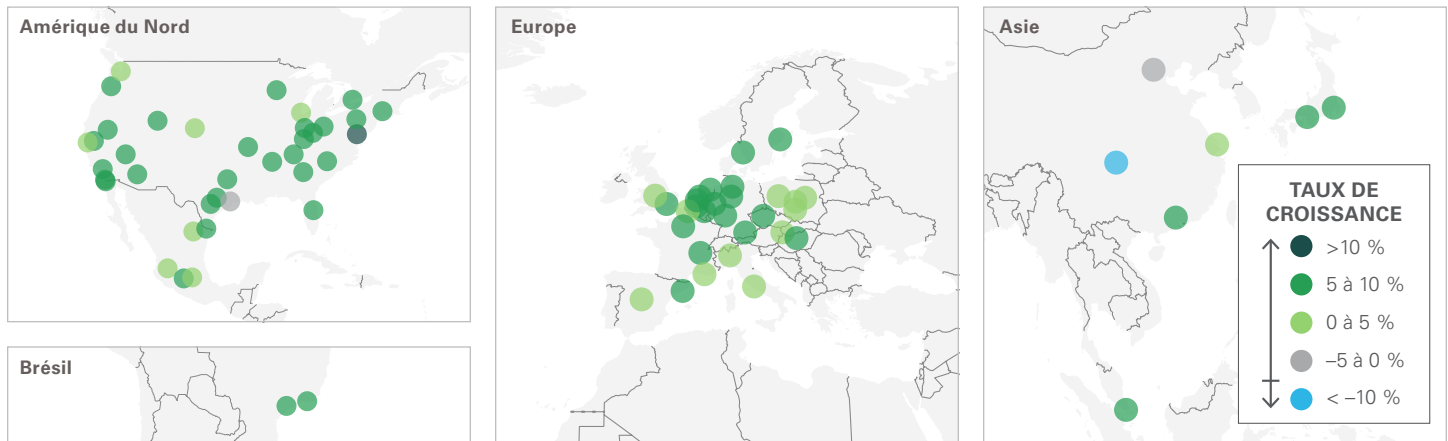 Amérique du Nord
Europe
Asie
Brésil
TAUX DE
CROISSANCE
>10 %
5 à 10 %
0 à 5 %
–5 à 0 %
< –10 %